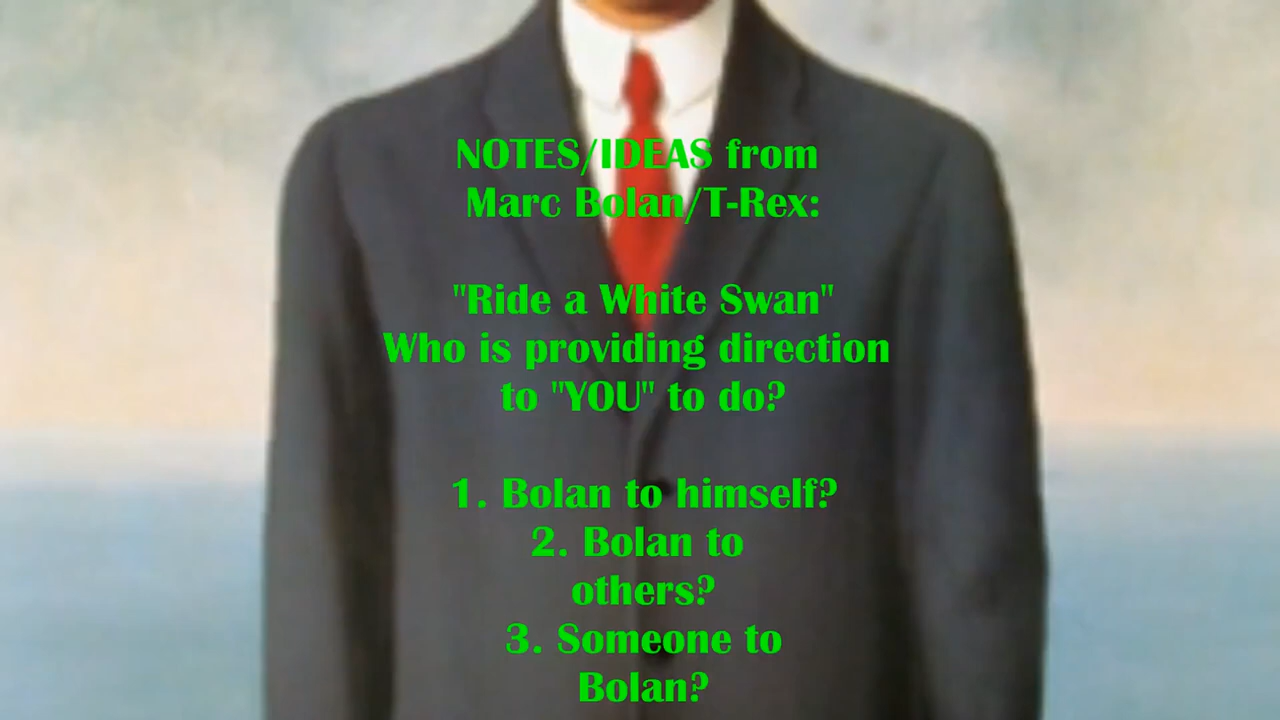 NOTES/IDEAS from
Marc Bolan/T-Rex:
"Ride a White Swan"
Who is providing direction
to "YOU" to do?
1. Bolan to himself?
2. Bolan to
others?
3. Someone to
Bolan?